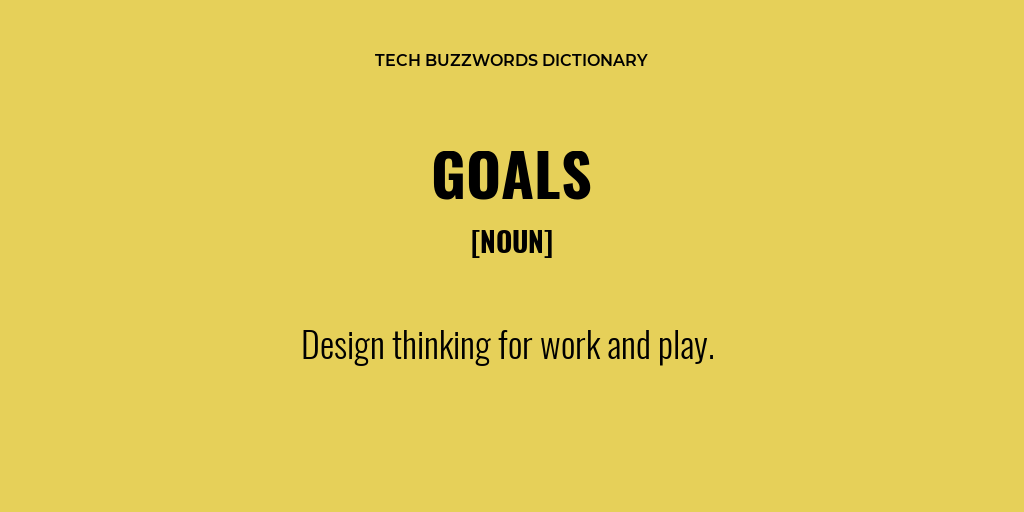 TECH BUZZWORDS DICTIONARY
GOALS
[NOUN]
Design thinking for work and play.